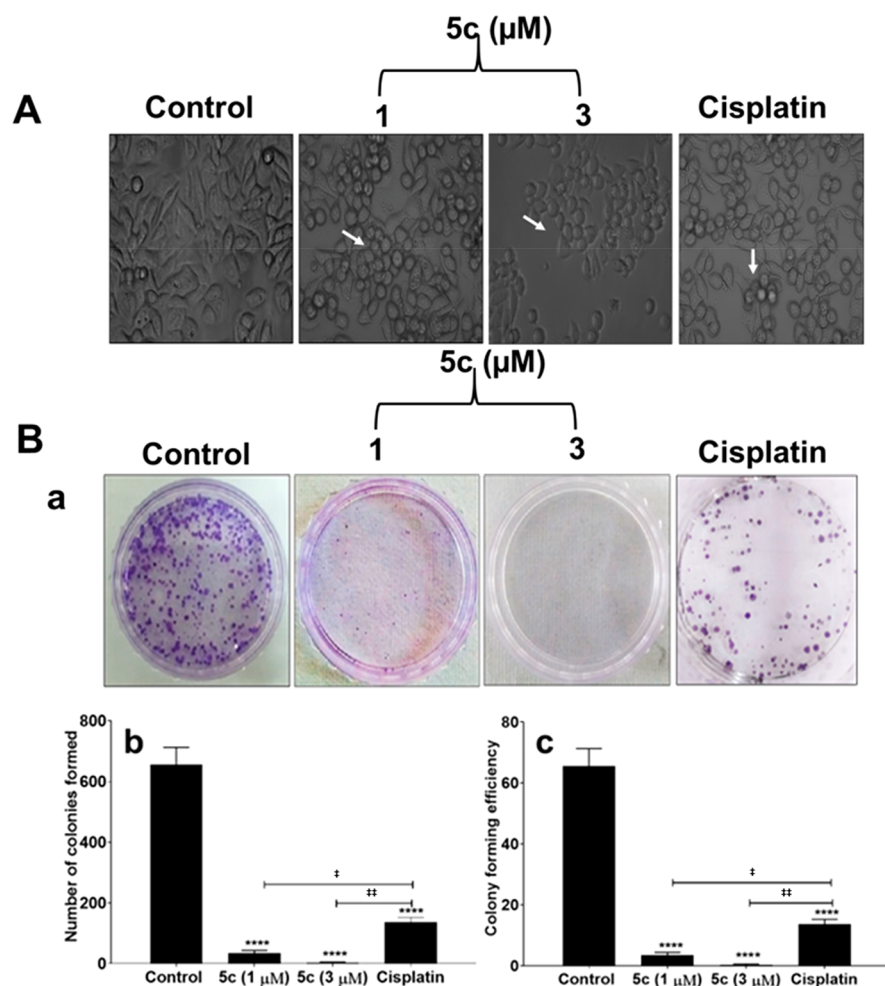 5c (µM)
A
Control
1
3
Cisplatin
5c (µM)
B
Control
1
3
Cisplatin
a
b
Number of colonies formed
800
600
400
200
0
‡
‡‡
****
****
****
Control
5c (1 µM)
5c (3 µM)
Cisplatin
c
Colony forming efficiency
80
60
40
20
0
‡
‡‡
****
****
****
Control
5c (1 µM)
5c (3 µM)
Cisplatin